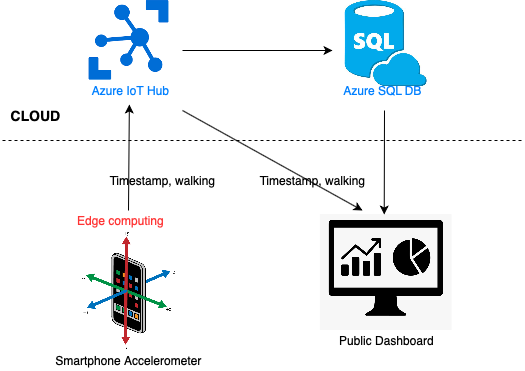 SQL
Azure IoT Hub
Azure SQL DB
CLOUD
Timestamp, walking
Timestamp, walking
Edge computing
Public Dashboard
Smartphone Accelerometer